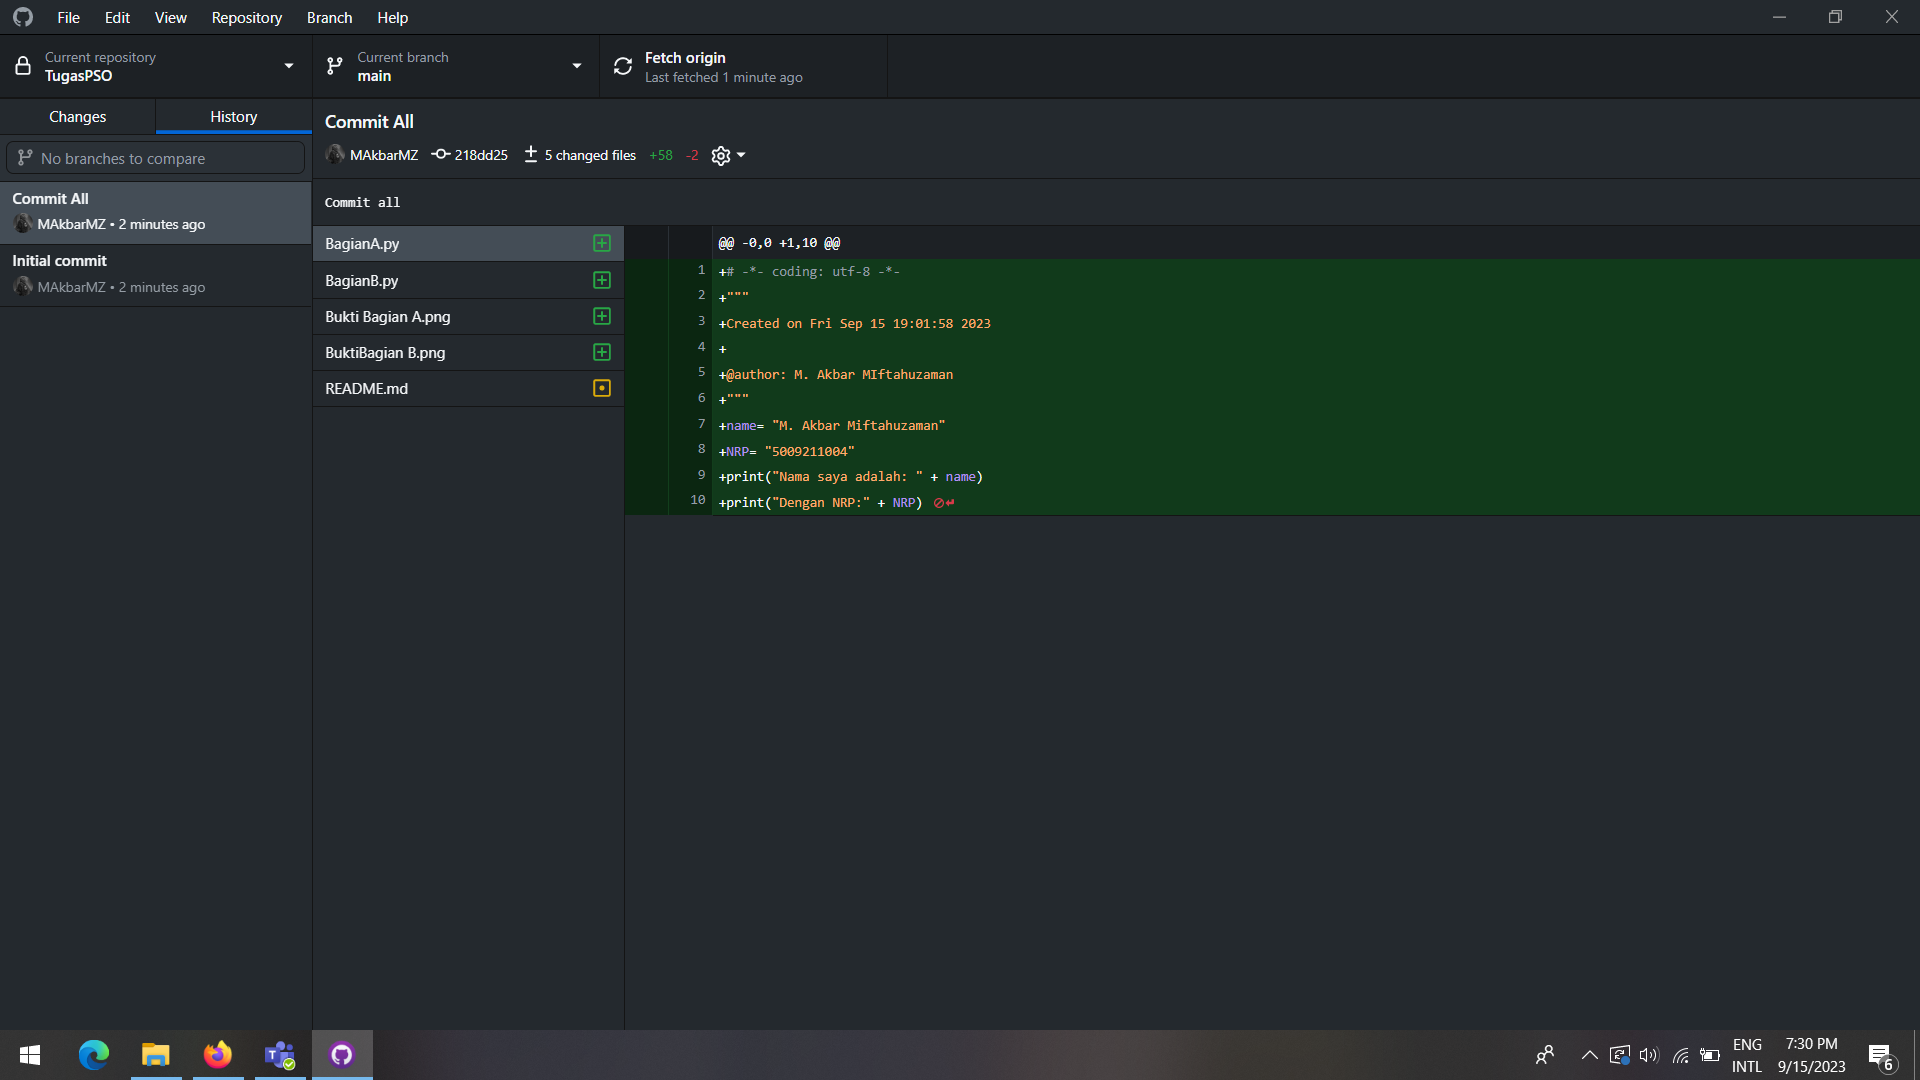 File Edit View Repository Branch Help
Current repository
TugasPSO
Current branch
main
Fetch origin
Last fetched 1 minute ago
Changes
History
No branches to compare
Commit All
MAkbarMZ • 2 minutes ago
Initial commit
MAkbarMZ • 2 minutes ago
Commit All
MAkbarMZ 218dd25 5 changed files +58 -2
Commit all
BagianA.py
BagianB.py
Bukti Bagian A.png
BuktiBagian B.png
README.md
@@ -0,0 +1,10 @@
1 +# -*- coding: utf-8 -*-
2 +"""
3 +Created on Fri Sep 15 19:01:58 2023
4 +
5 +@author: M. Akbar MIftahuzaman
6 +"""
7 +name= "M. Akbar Miftahuzaman"
8 +NRP= "5009211004"
9 +print("Nama saya adalah: " + name)
10 +print("Dengan NRP:" + NRP)
ENG
INTL
7:30 PM
9/15/2023
6